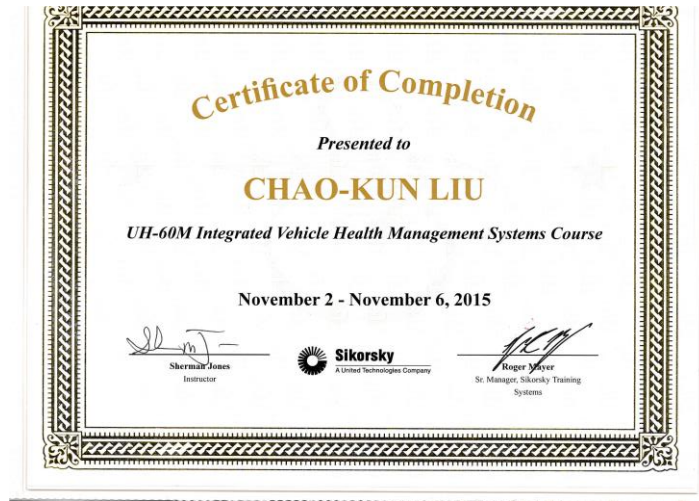 Certificate of Completion
Presented to
CHAO-KUN LIU
UH-60M Integrated Vehicle Health Management Systems Course
November 2 - November 6, 2015
Sherman Jones
Instructor
Sikorsky
A United Technologies Company
Roger Mayer
Sr. Manager, Sikorsky Training
Systems